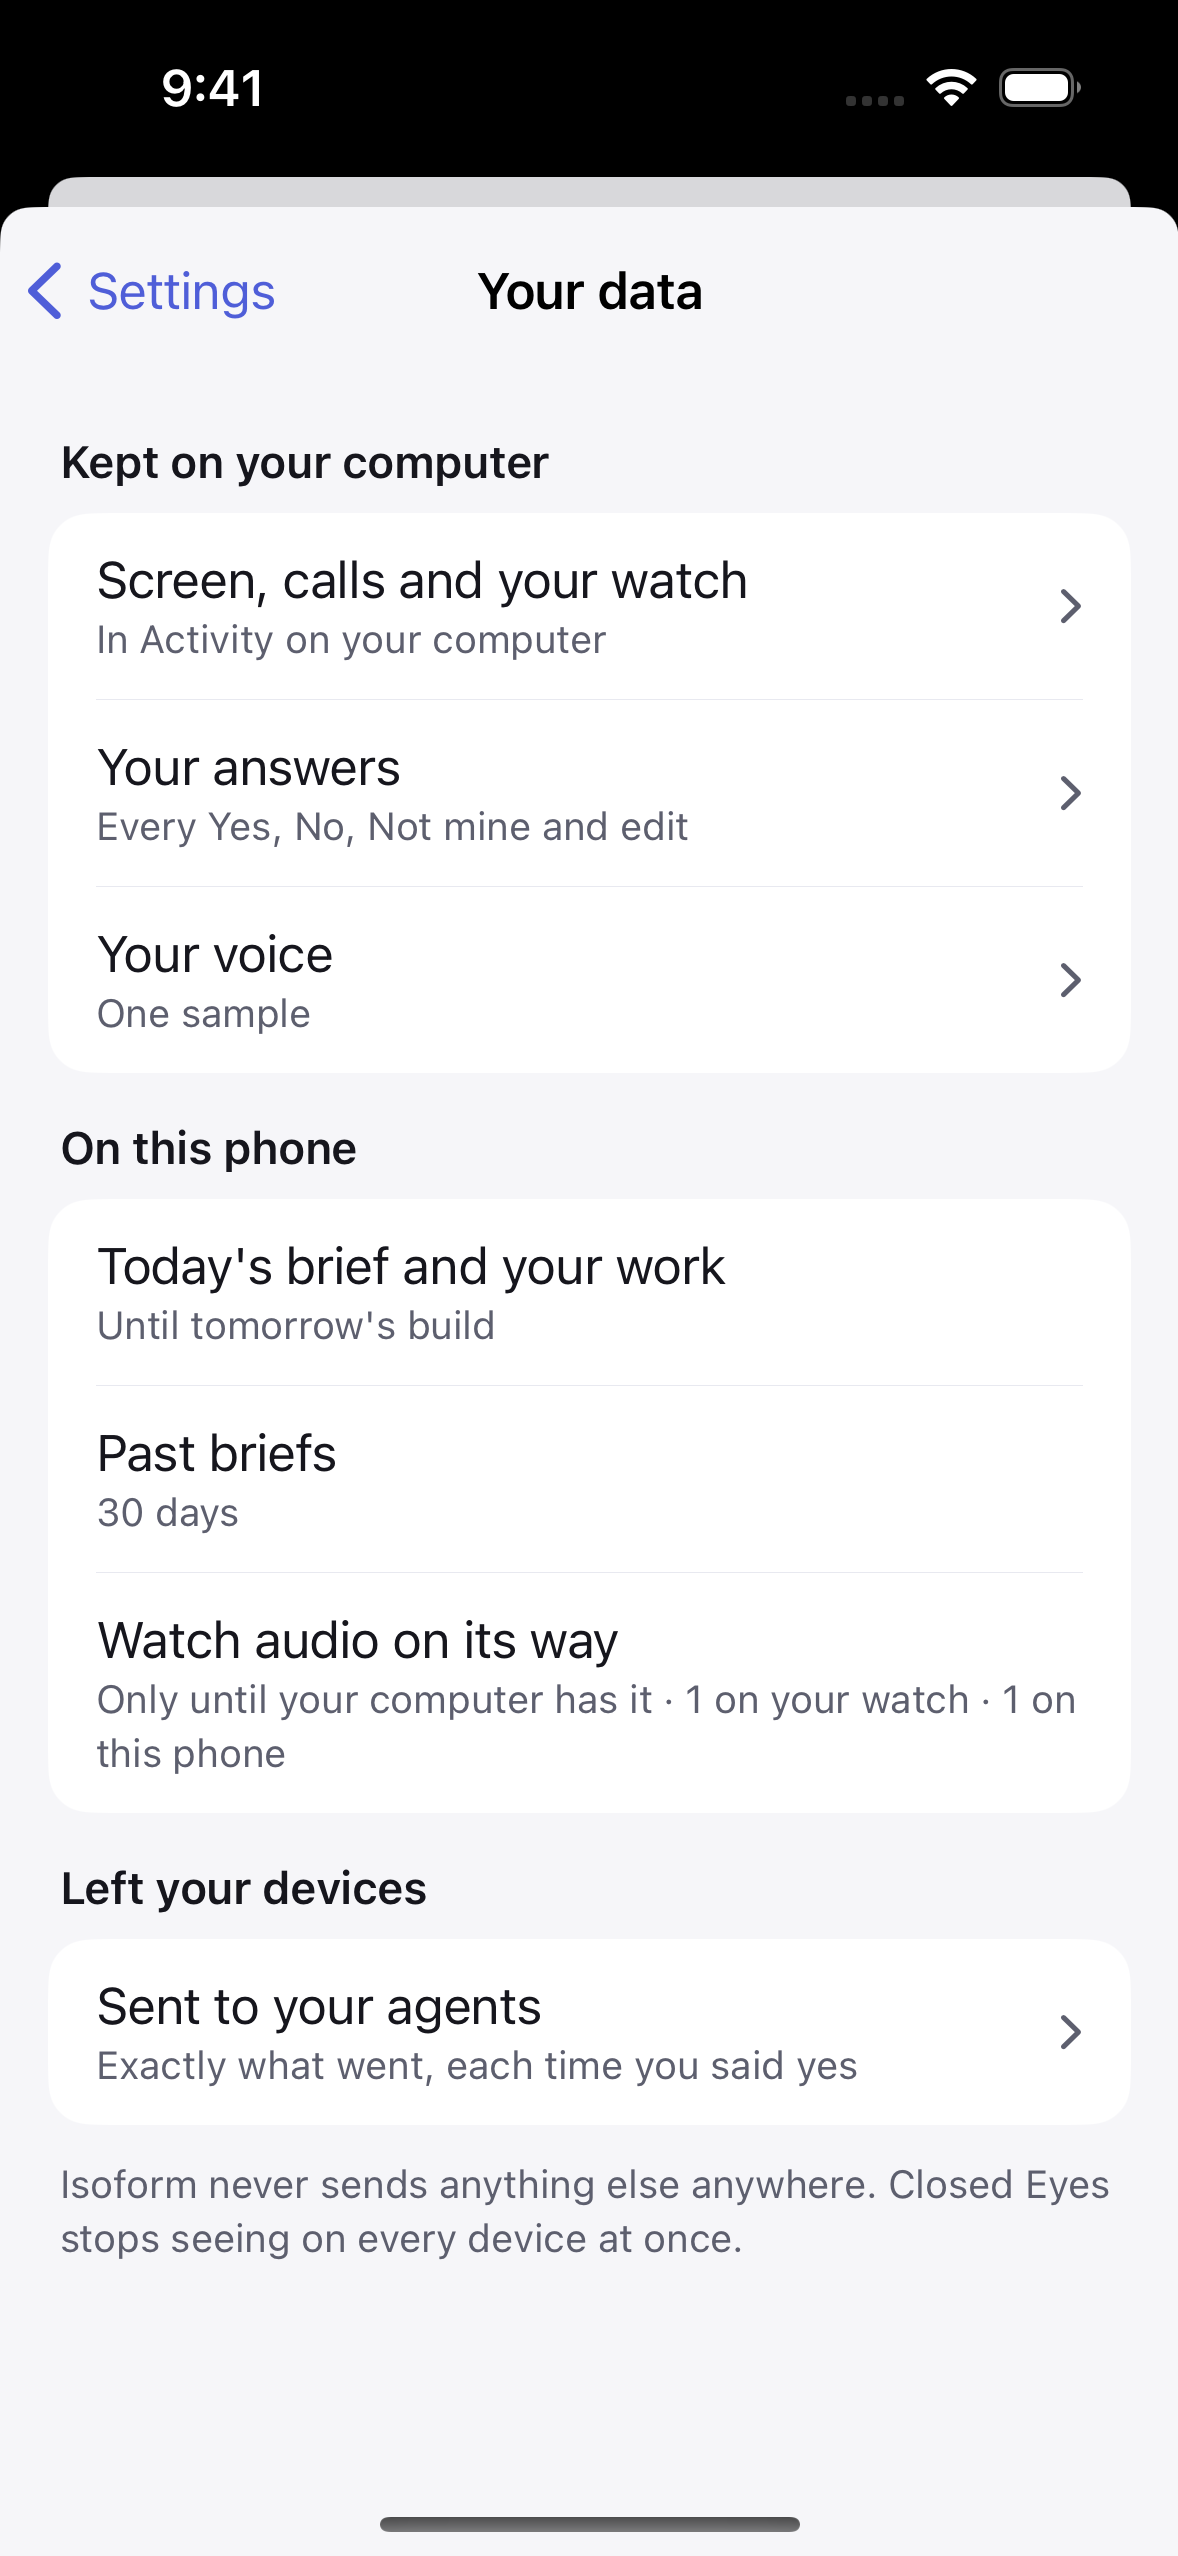 9:41
Settings
Your data
Kept on your computer
Screen, calls and your watch
In Activity on your computer
Your answers
Every Yes, No, Not mine and edit
Your voice
One sample
On this phone
Today's brief and your work
Until tomorrow's build
Past briefs
30 days
Watch audio on its way
Only until your computer has it · 1 on your watch · 1 on
this phone
Left your devices
Sent to your agents
Exactly what went, each time you said yes
Isoform never sends anything else anywhere. Closed Eyes
stops seeing on every device at once.